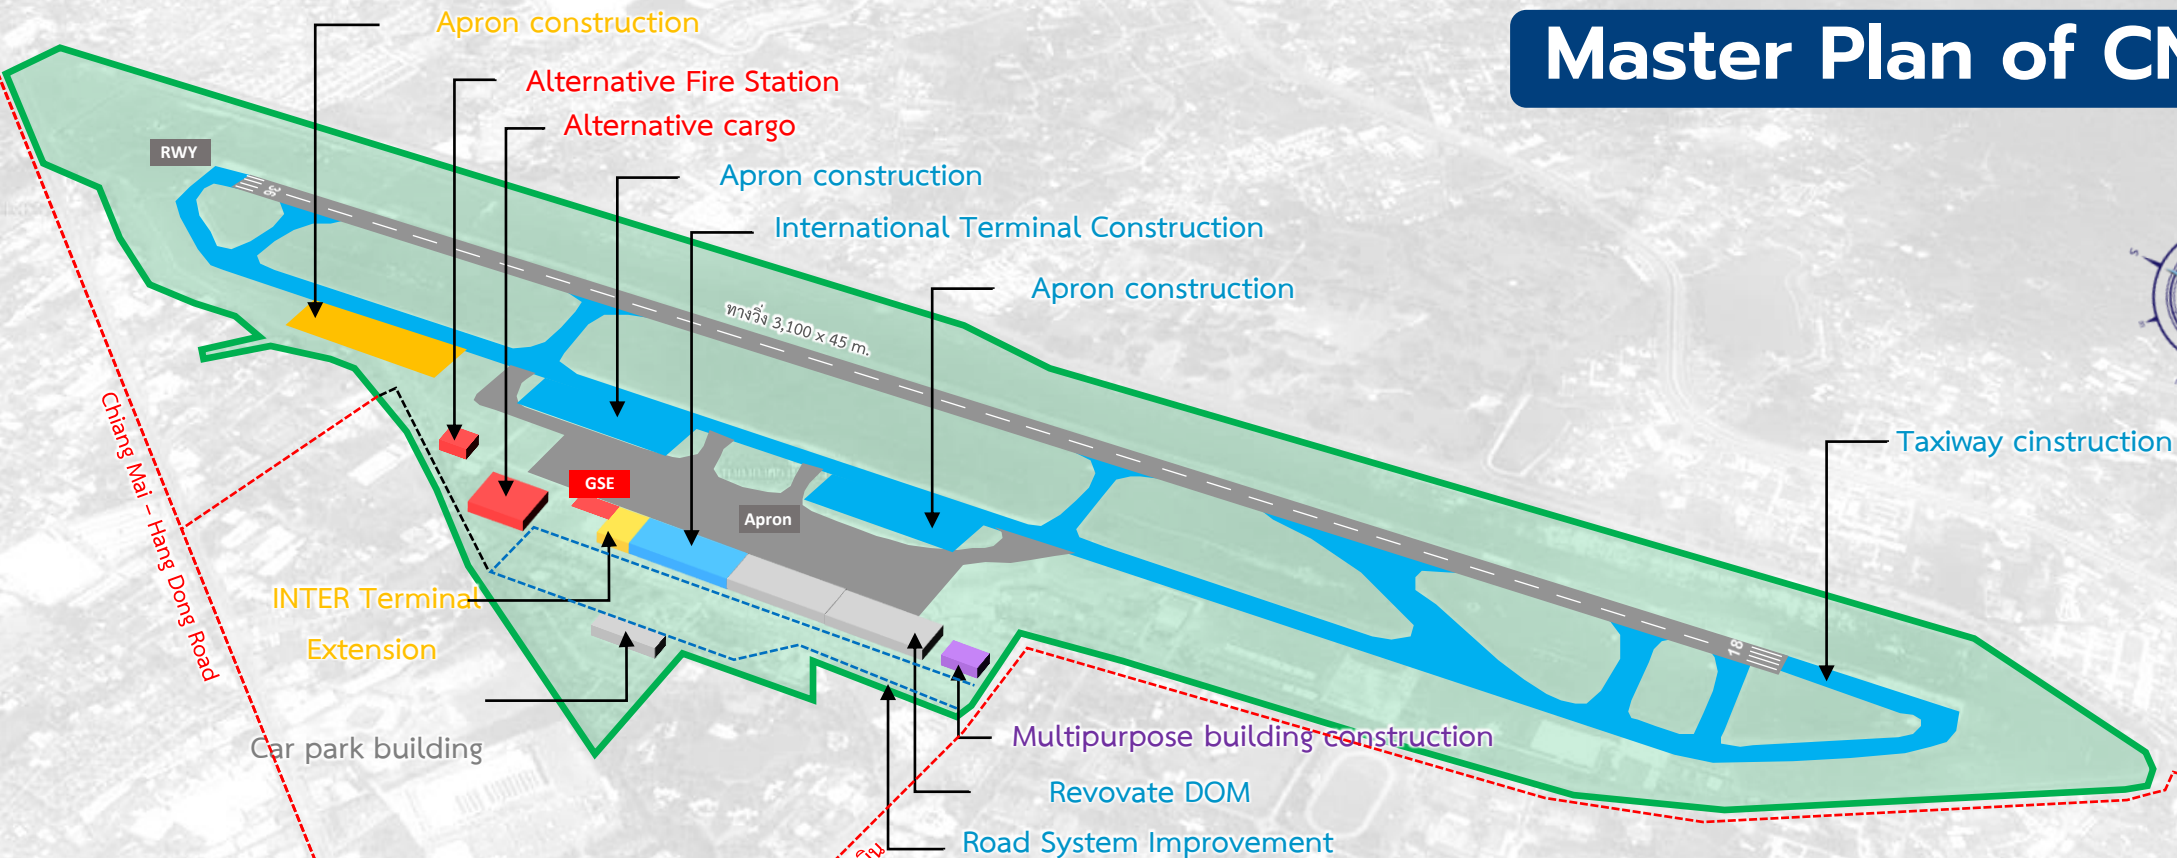 Master Plan of CN
Apron construction
Alternative Fire Station
Alternative cargo
RWY
Apron construction
36
International Terminal Construction
Apron construction
ทางวิ่ง 3,100 x 45 m.
Chiang Mai – Hang Dong Road
Taxiway cinstruction
GSE
Apron
INTER Terminal
Extension
18
Car park building
Multipurpose building construction
Revovate DOM
Road System Improvement